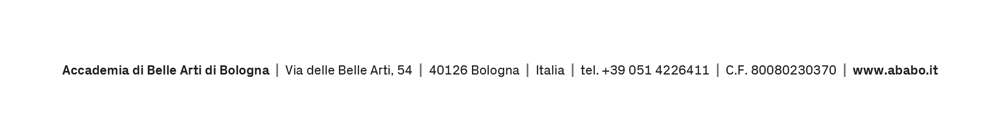 Accademia di Belle Arti di Bologna | Via delle Belle Arti, 54 | 40126 Bologna | Italia | tel. +39 051 4226411 | C.F. 80080230370 | www.ababo.it